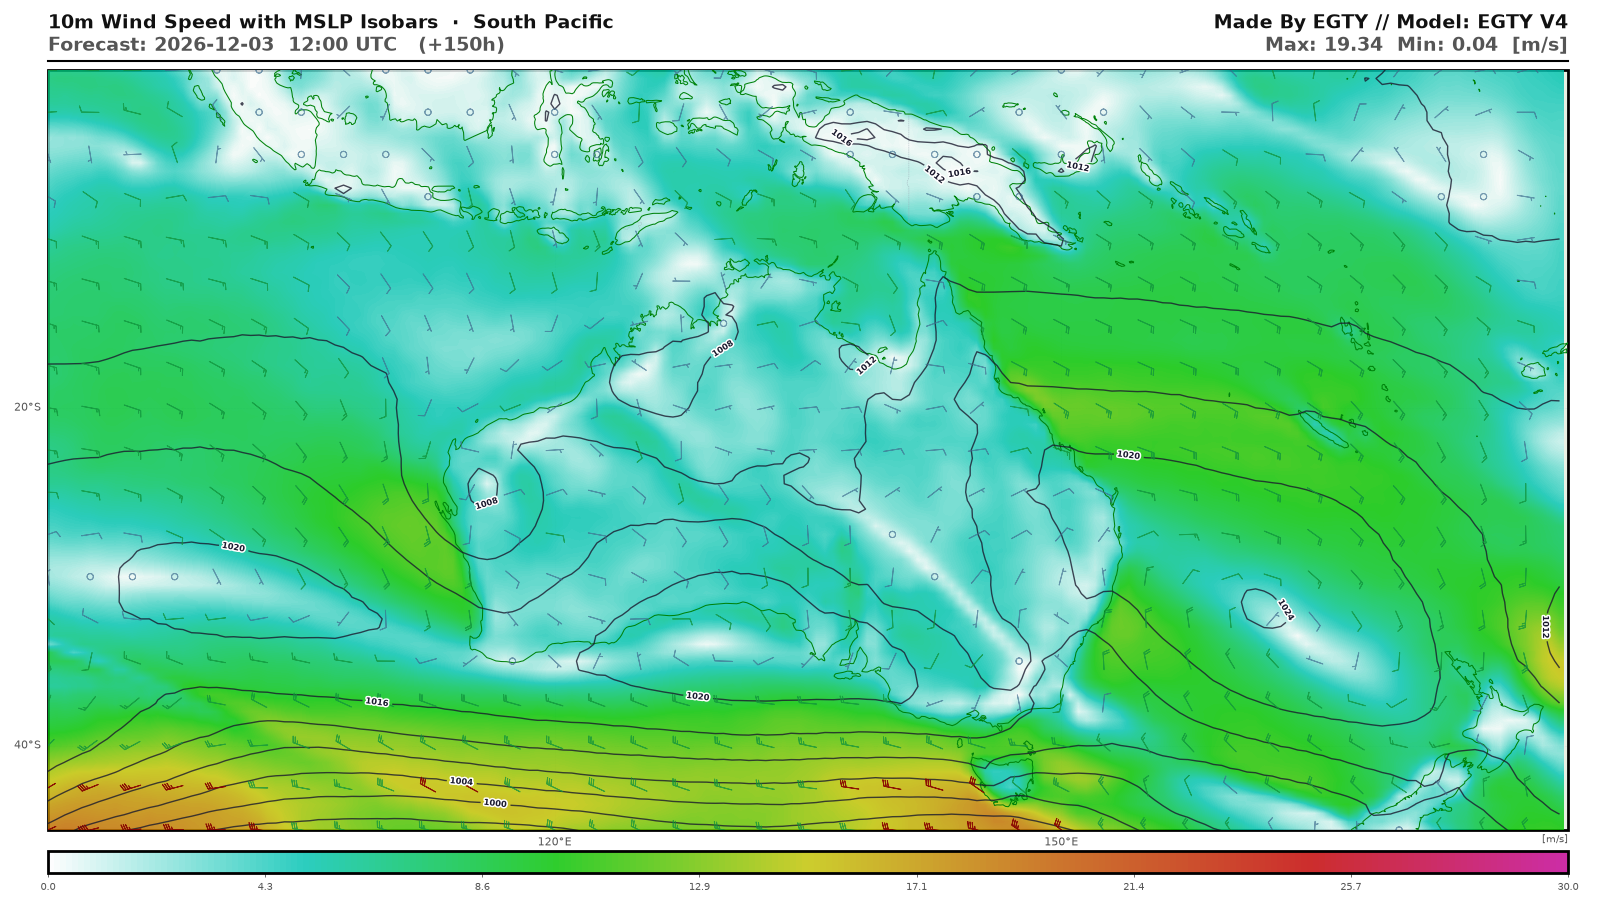 10m Wind Speed with MSLP Isobars · South Pacific
Made By EGTY // Model: EGTY V4
Forecast: 2026-12-03 12:00 UTC (+150h)
Max: 19.34 Min: 0.04 [m/s]
1016
1012
1012
1016
1008
1012
20°S
1020
1008
1020
1024
1012
1020
1016
40°S
1004
1000
120°E
150°E
[m/s]
0.0
4.3
8.6
12.9
17.1
21.4
25.7
30.0